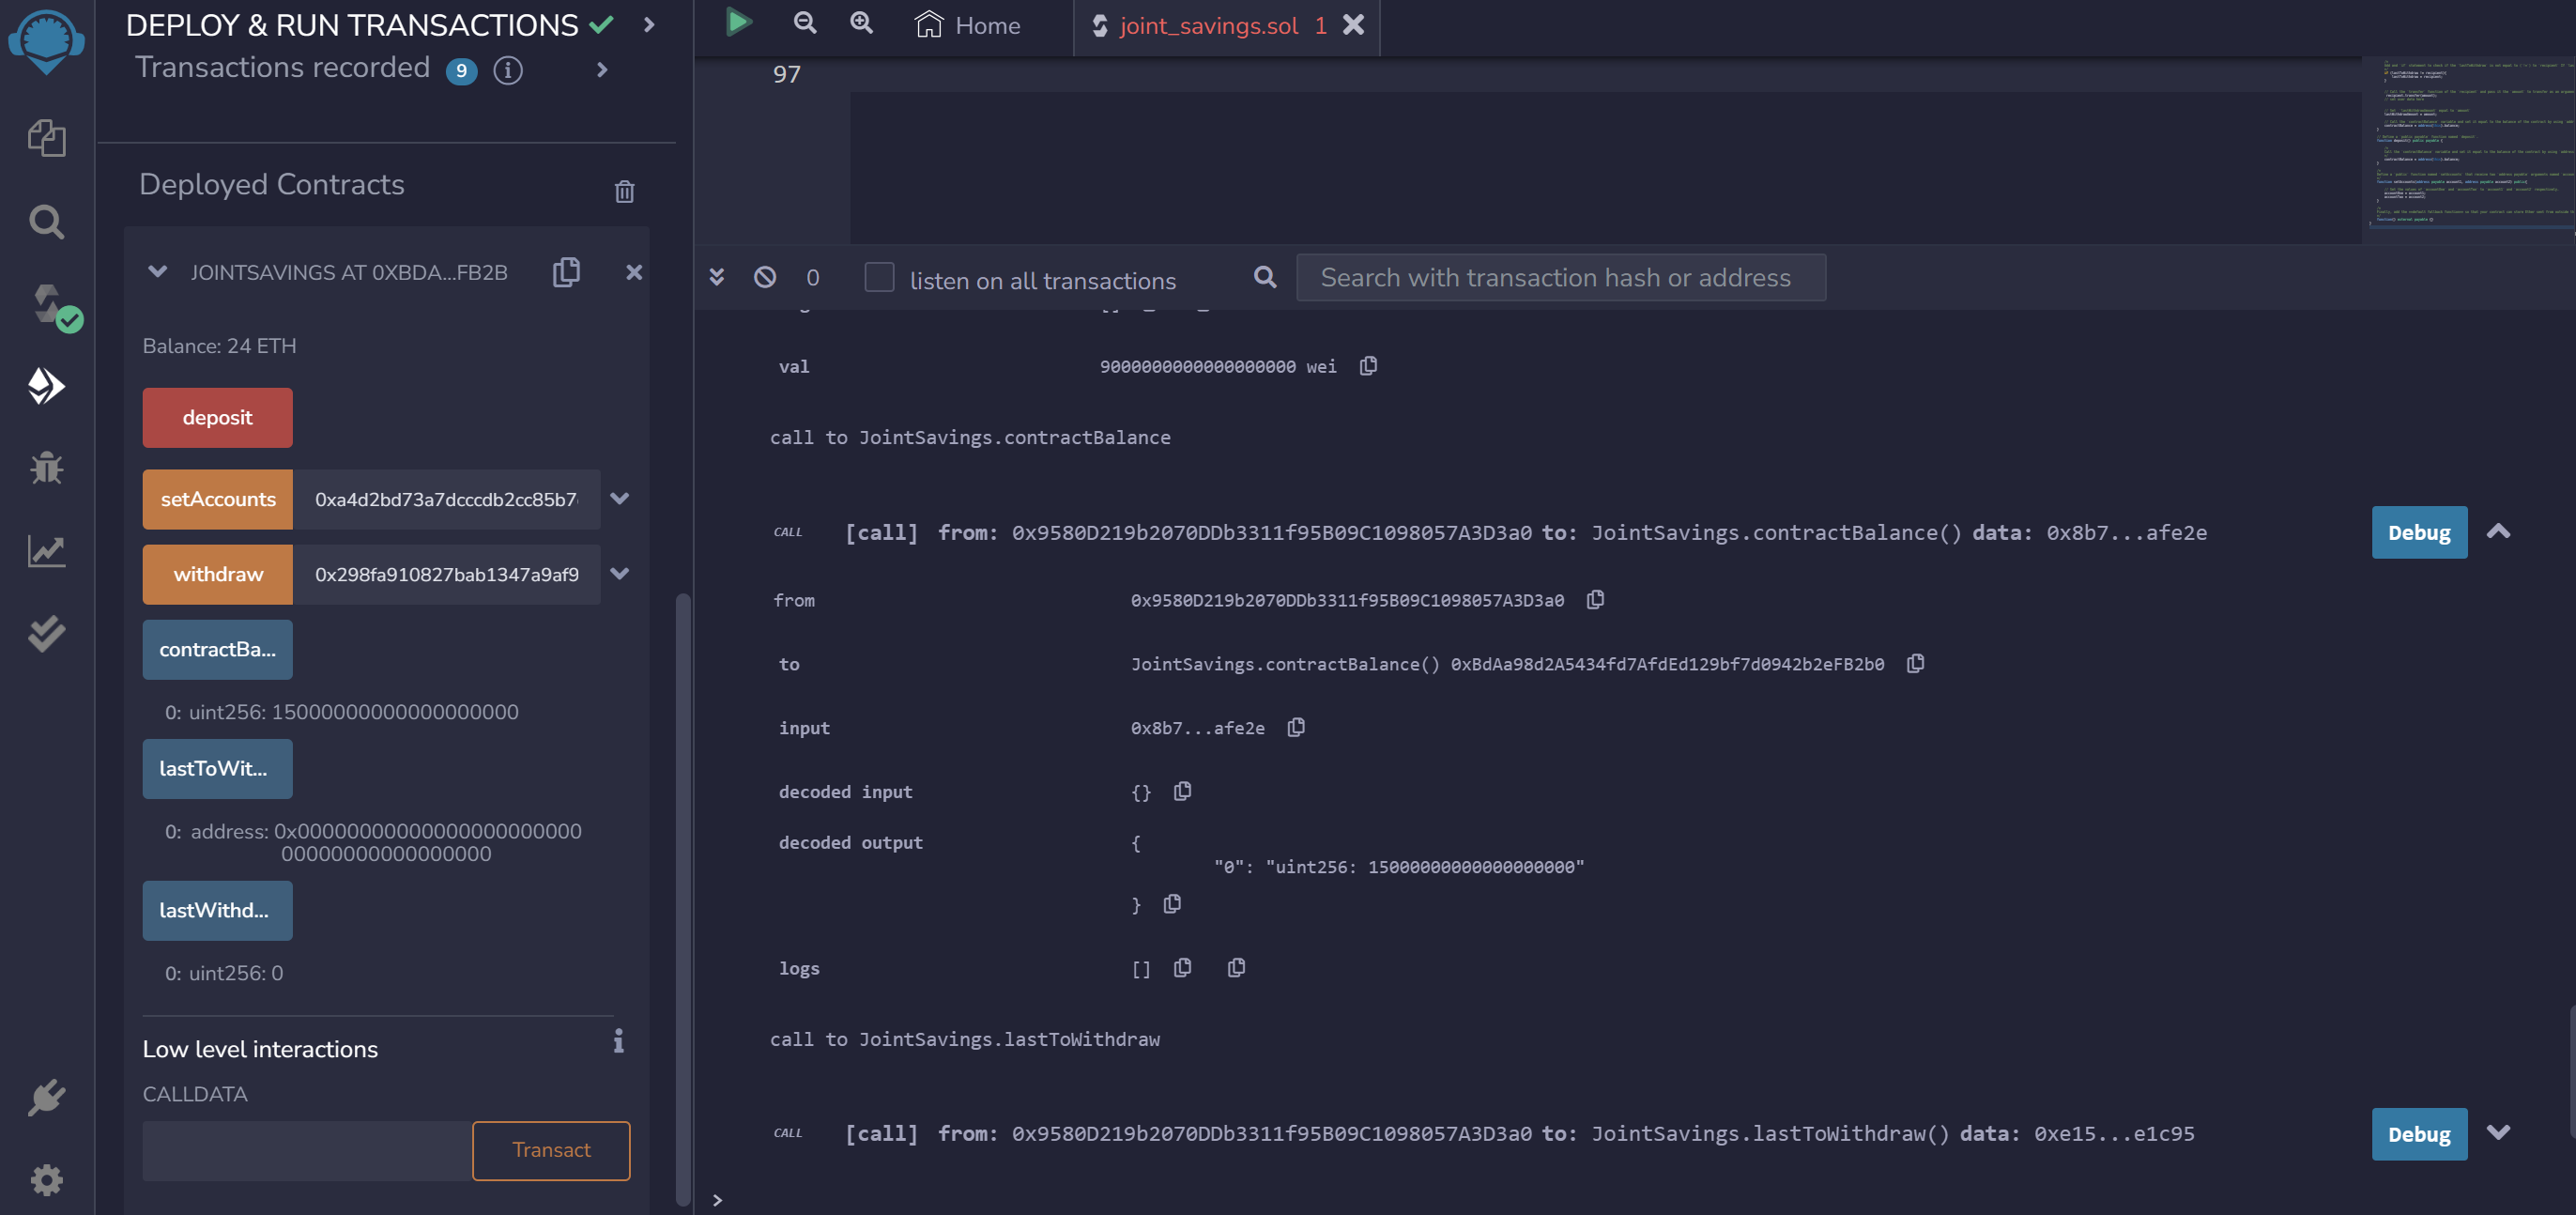 DEPLOY & RUN TRANSACTIONS
Transactions recorded 9
Deployed Contracts
JOINTSAVINGS AT 0XBDA...FB2B
Balance: 24 ETH
deposit
setAccounts 0xa4d2bd73a7dcccdb2cc85b7
withdraw 0x298fa910827bab1347a9af9
contractBa...
0: uint256: 15000000000000000000
lastToWit...
0: address: 0x000000000000000000000000
0000000000000000
lastWithd...
0: uint256: 0
Low level interactions
CALLDATA
Transact
Home
joint_savings.sol 1
97
0 listen on all transactions
Search with transaction hash or address
val 9000000000000000000 wei
call to JointSavings.contractBalance
CALL [call] from: 0x9580D219b2070DDb3311f95B09C1098057A3D3a0 to: JointSavings.contractBalance() data: 0x8b7...afe2e
Debug
from 0x9580D219b2070DDb3311f95B09C1098057A3D3a0
to JointSavings.contractBalance() 0xBdAa98d2A5434fd7AfdEd129bf7d0942b2eFB2b0
input 0x8b7...afe2e
decoded input {}
decoded output {
"0": "uint256: 15000000000000000000"
}
logs []
call to JointSavings.lastToWithdraw
CALL [call] from: 0x9580D219b2070DDb3311f95B09C1098057A3D3a0 to: JointSavings.lastToWithdraw() data: 0xe15...e1c95
Debug
>